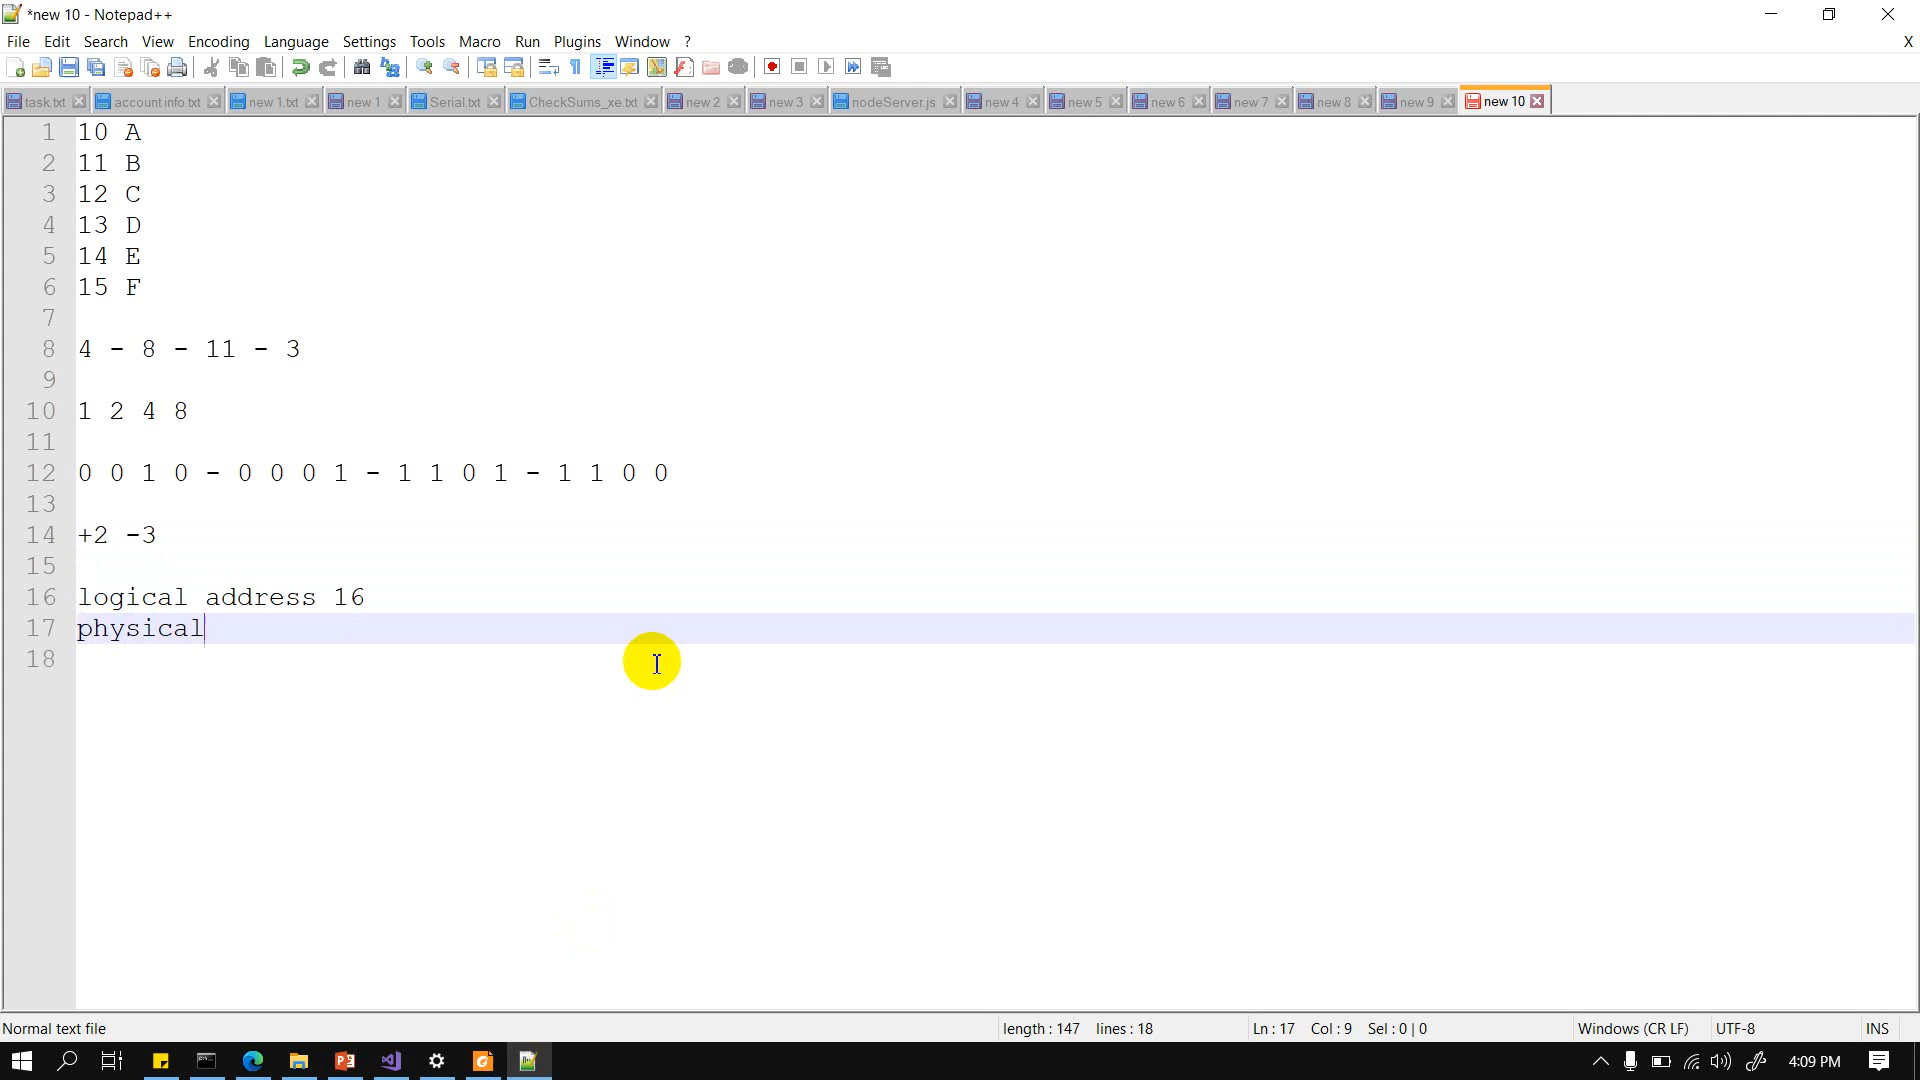 *new 10 - Notepad++
File Edit Search View Encoding Language Settings Tools Macro Run Plugins Window ?
X
task.txt account info.txt new 1.txt new 1 Serial.txt CheckSums_xe.txt new 2 new 3 nodeServer.js new 4 new 5 new 6 new 7 new 8 new 9 new 10
1 10 A
2 11 B
3 12 C
4 13 D
5 14 E
6 15 F
7
8 4 - 8 - 11 - 3
9
10 1 2 4 8
11
12 0 0 1 0 - 0 0 0 1 - 1 1 0 1 - 1 1 0 0
13
14 +2 -3
15
16 logical address 16
17 physical
18
Normal text file length : 147 lines : 18 Ln : 17 Col : 9 Sel : 0 | 0 Windows (CR LF) UTF-8 INS
4:09 PM